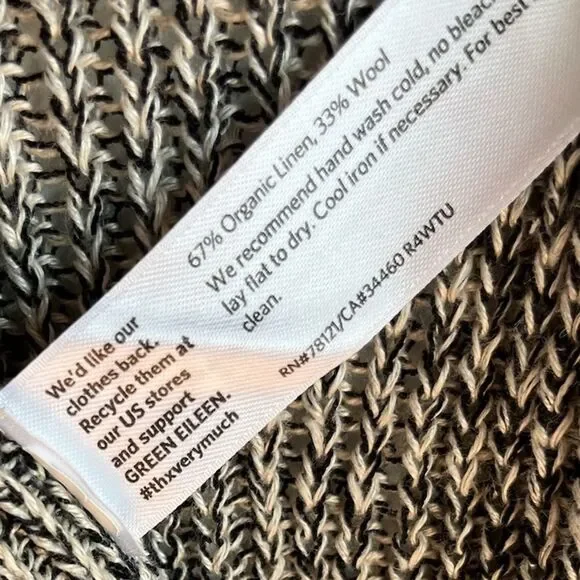 67% Organic Linen, 33% Wool
We recommend hand wash cold, no bleac
lay flat to dry. Cool iron if necessary. For best
clean.
RN#78121/CA#34460 R4WTU
We'd like our
clothes back.
Recycle them at
our US stores
and support
GREEN EILEEN.
#thxverymuch